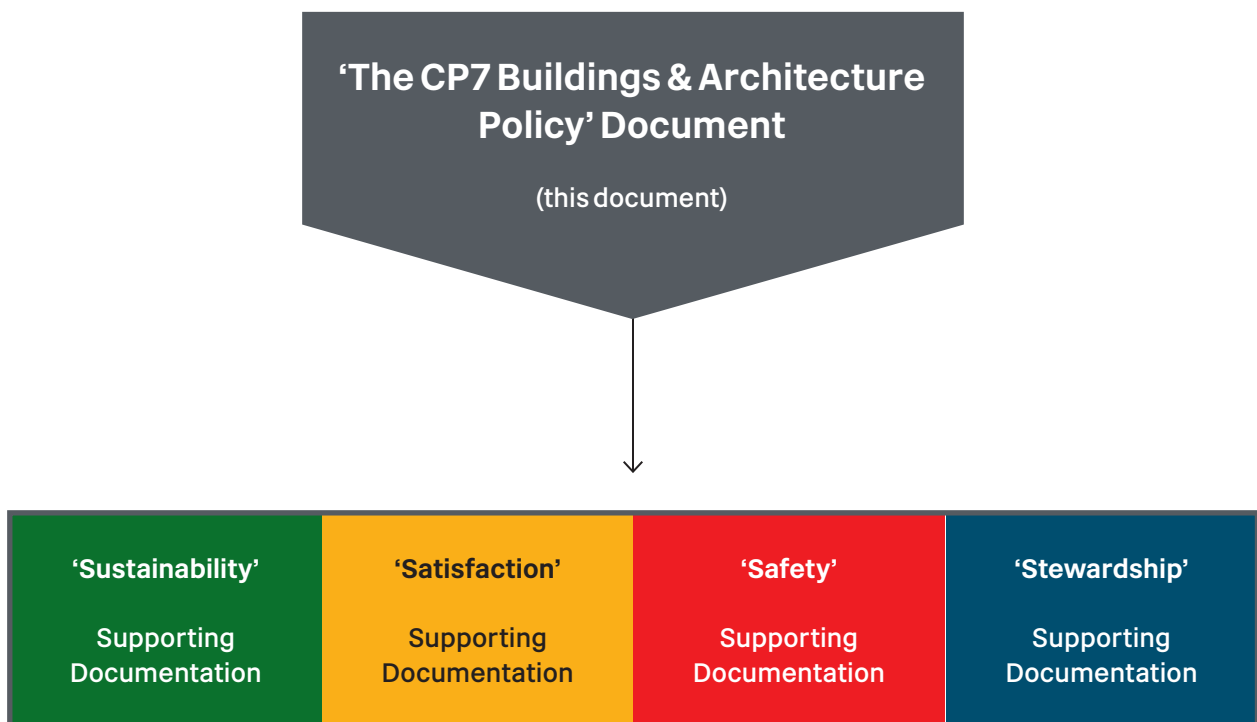 ‘The CP7 Buildings & Architecture
Policy’ Document
(this document)
‘Sustainability’
Supporting
Documentation
‘Satisfaction’
Supporting
Documentation
‘Safety’
Supporting
Documentation
‘Stewardship’
Supporting
Documentation